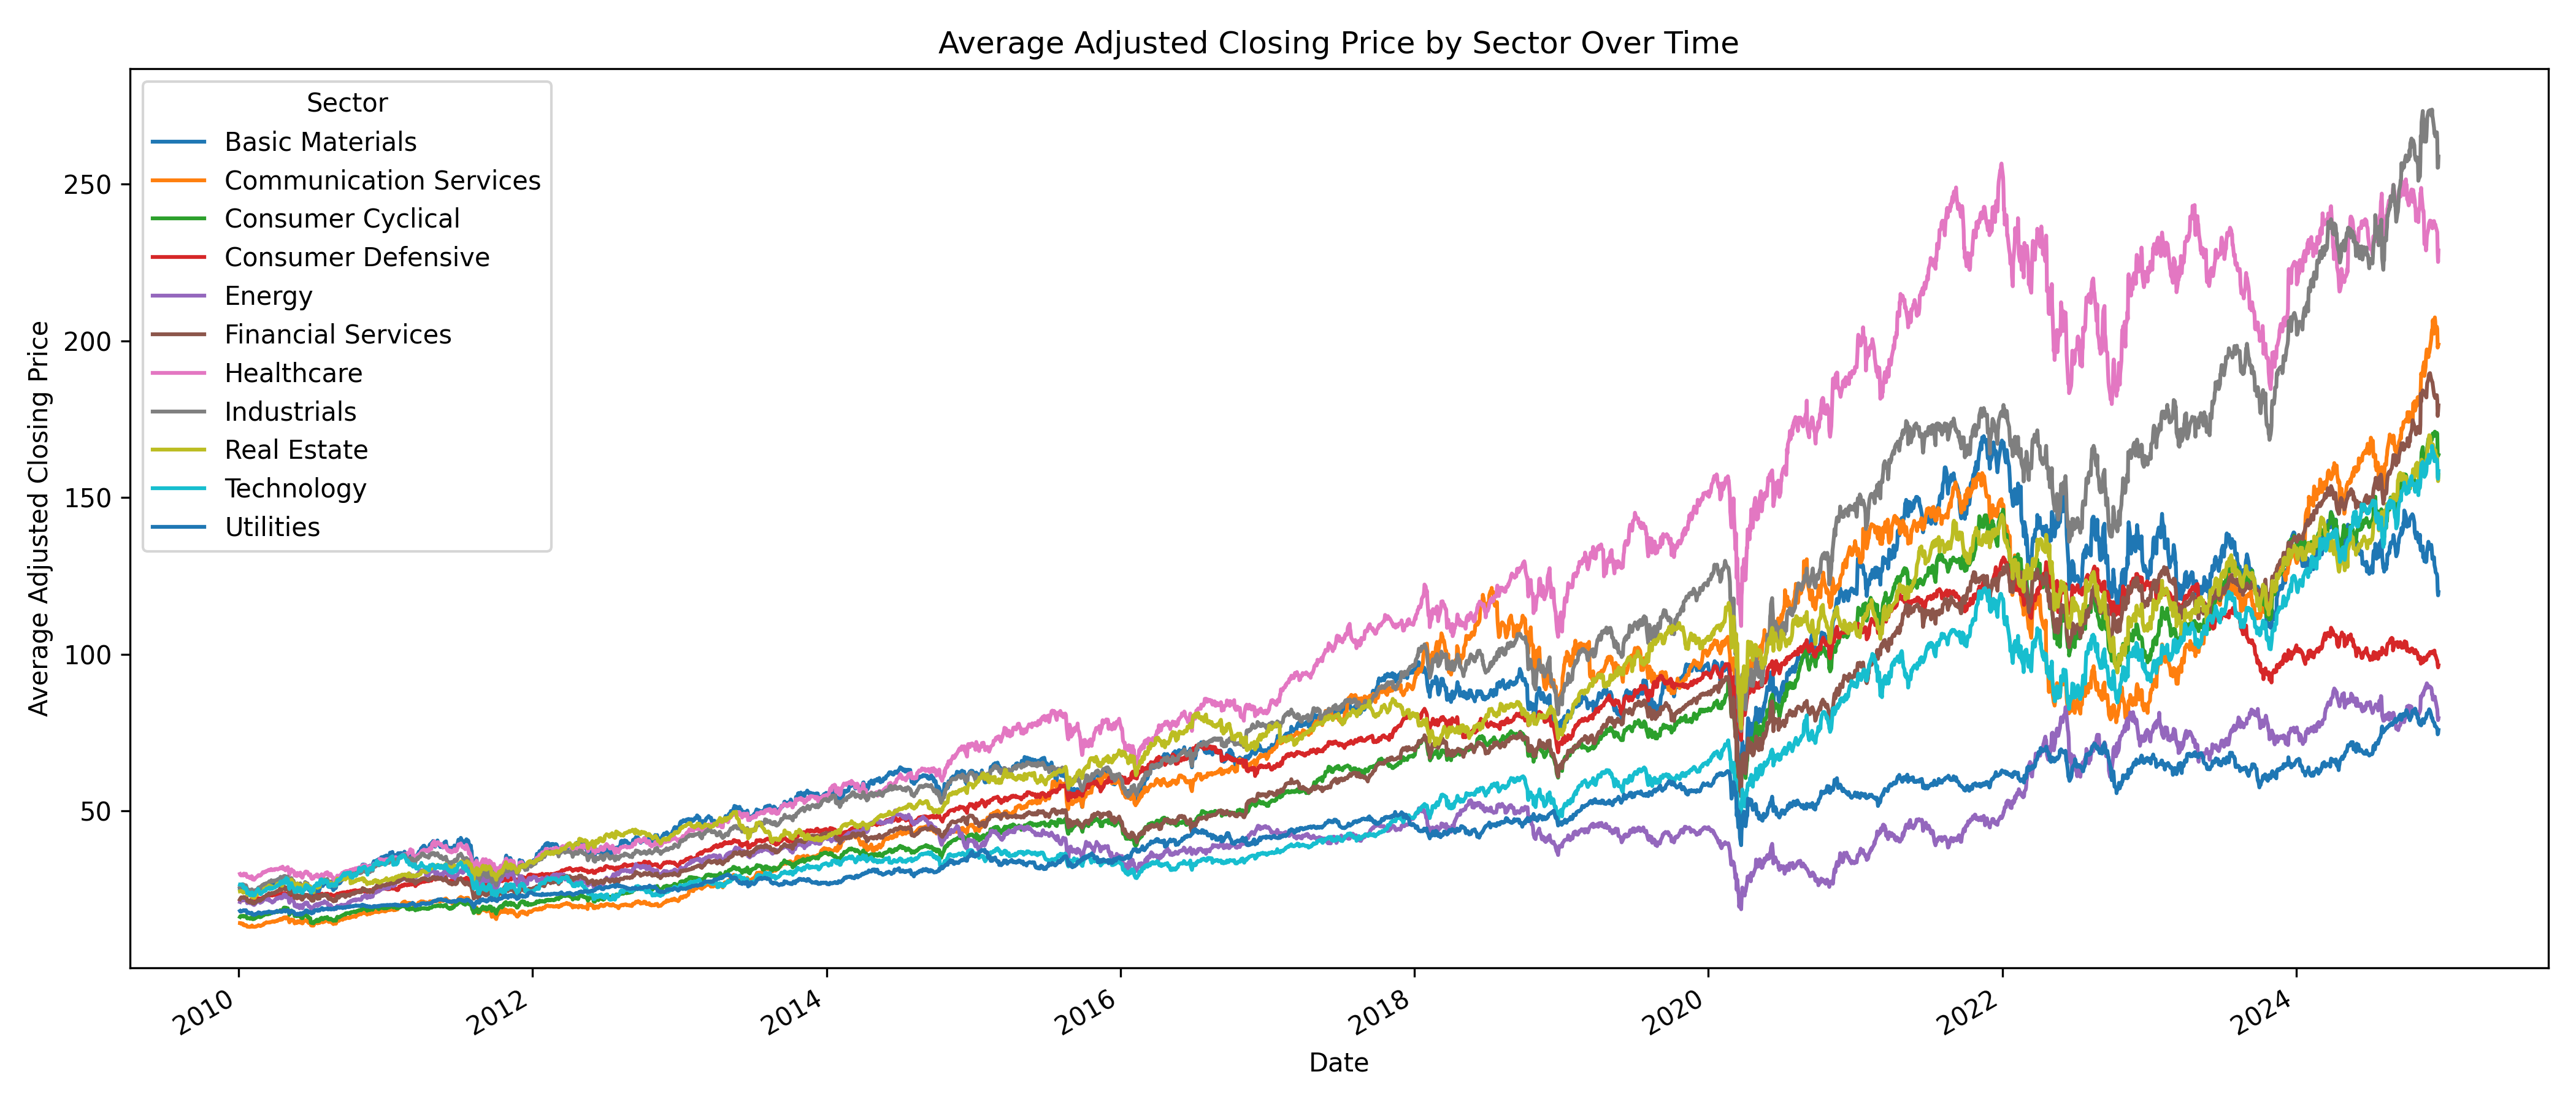 Average Adjusted Closing Price by Sector Over Time
Sector
Basic Materials
Communication Services
Consumer Cyclical
Consumer Defensive
Energy
Financial Services
Healthcare
Industrials
Real Estate
Technology
Utilities
Average Adjusted Closing Price
250
200
150
100
50
2010
2012
2014
2016
2018
2020
2022
2024
Date